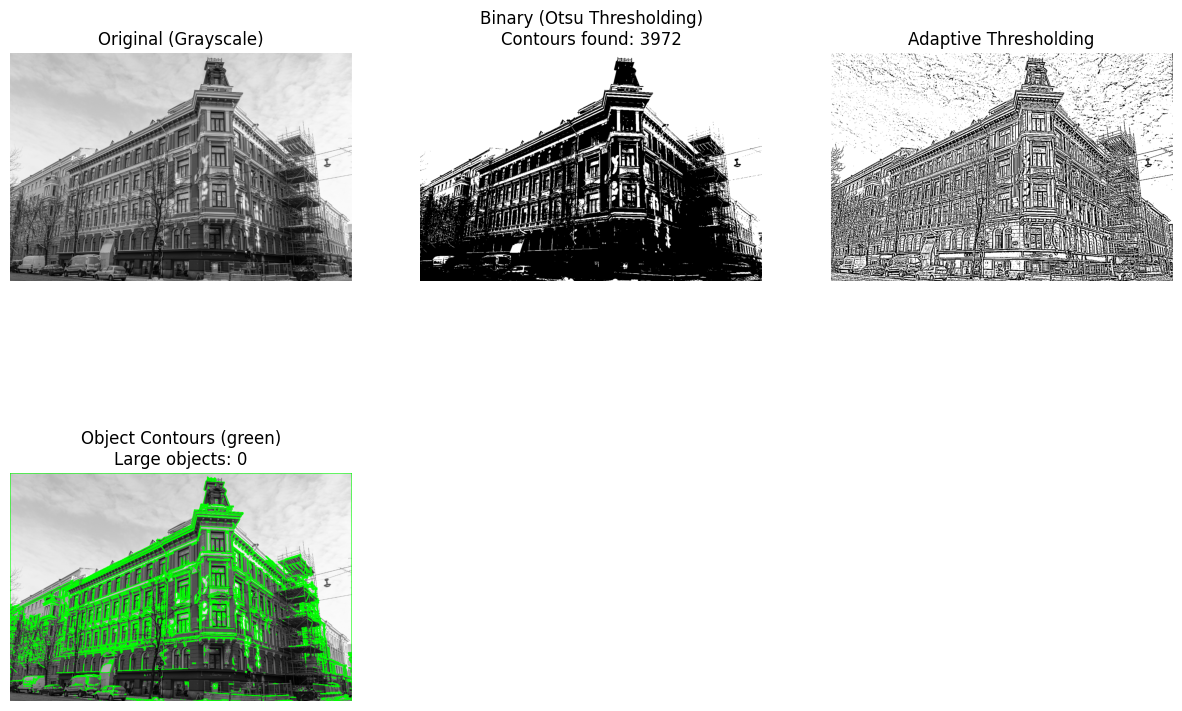 Original (Grayscale)
Binary (Otsu Thresholding)
Contours found: 3972
Adaptive Thresholding
Object Contours (green)
Large objects: 0